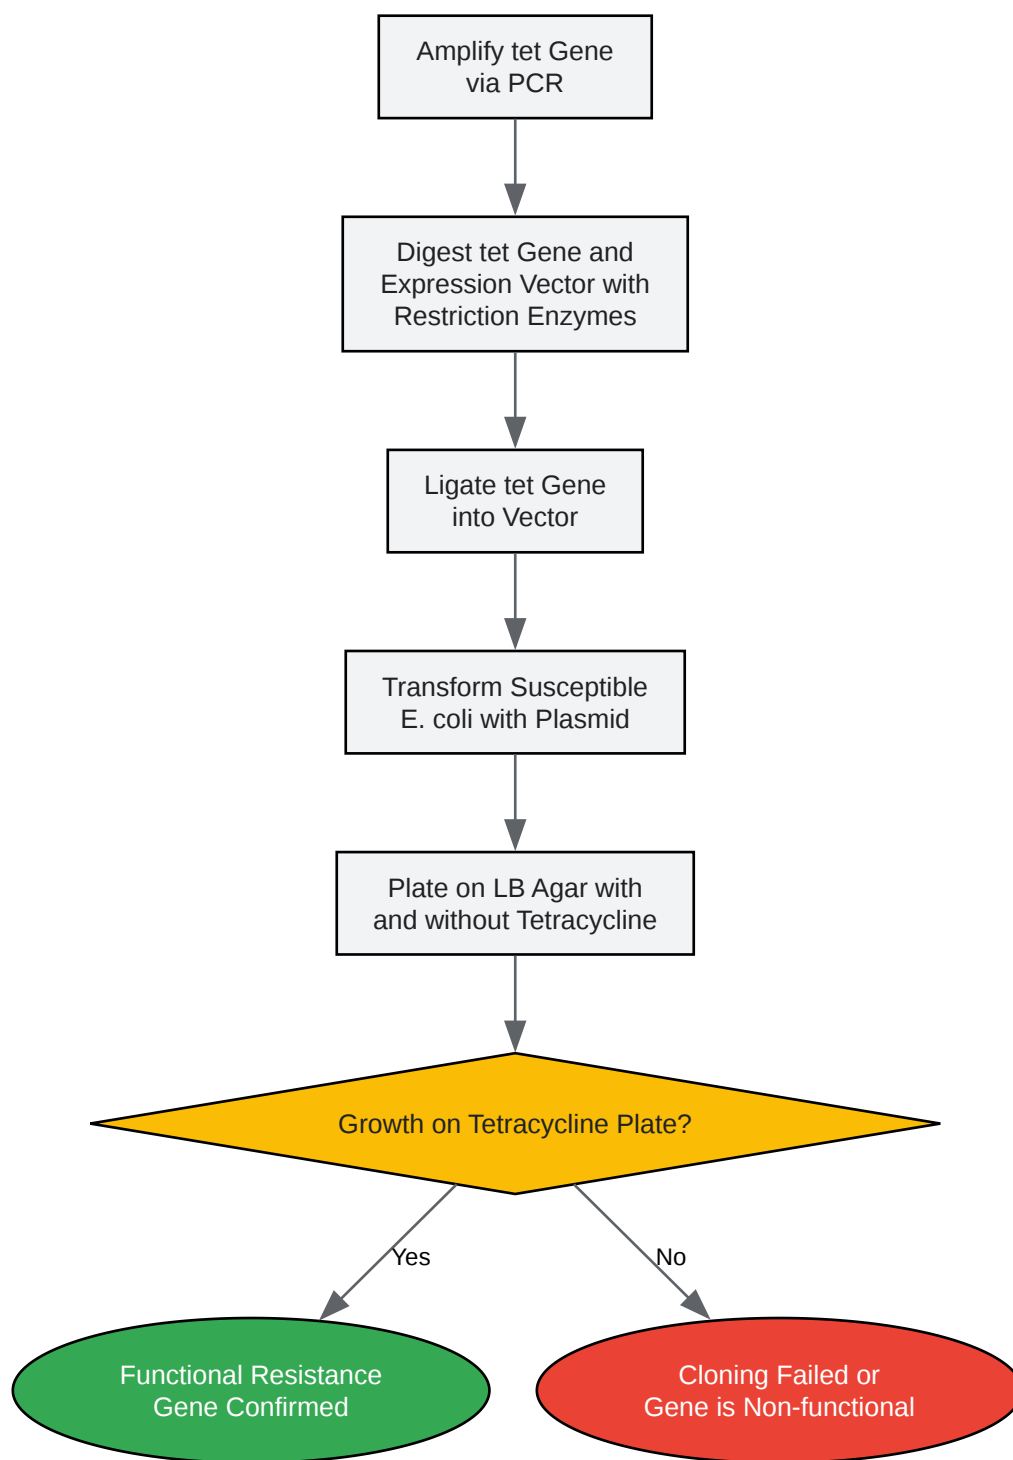 Amplify tet Gene
via PCR
Digest tet Gene and
Expression Vector with
Restriction Enzymes
Ligate tet Gene
into Vector
Transform Susceptible
E. coli with Plasmid
Plate on LB Agar with
and without Tetracycline
Growth on Tetracycline Plate?
Yes
No
Functional Resistance
Gene Confirmed
Cloning Failed or
Gene is Non-functional